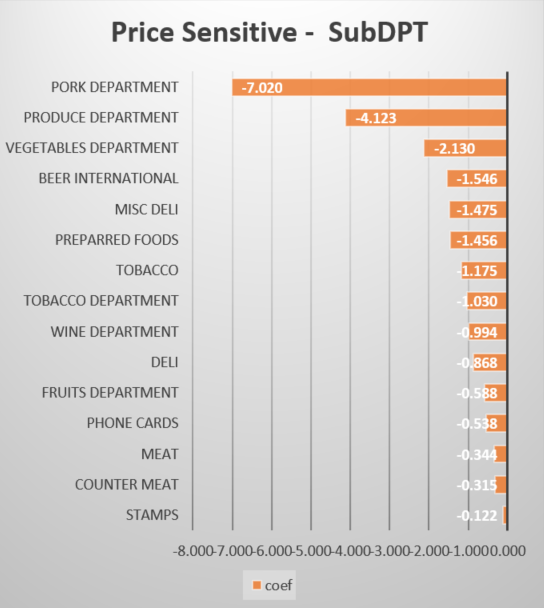 Price Sensitive - SubDPT
PORK DEPARTMENT -7.020
PRODUCE DEPARTMENT -4.123
VEGETABLES DEPARTMENT -2.130
BEER INTERNATIONAL -1.546
MISC DELI -1.475
PREPARRED FOODS -1.456
TOBACCO -1.175
TOBACCO DEPARTMENT -1.030
WINE DEPARTMENT -0.994
DELI -0.868
FRUITS DEPARTMENT -0.588
PHONE CARDS -0.538
MEAT -0.344
COUNTER MEAT -0.315
STAMPS -0.122
-8.000-7.000-6.000-5.000-4.000-3.000-2.000-1.0000.000
coef